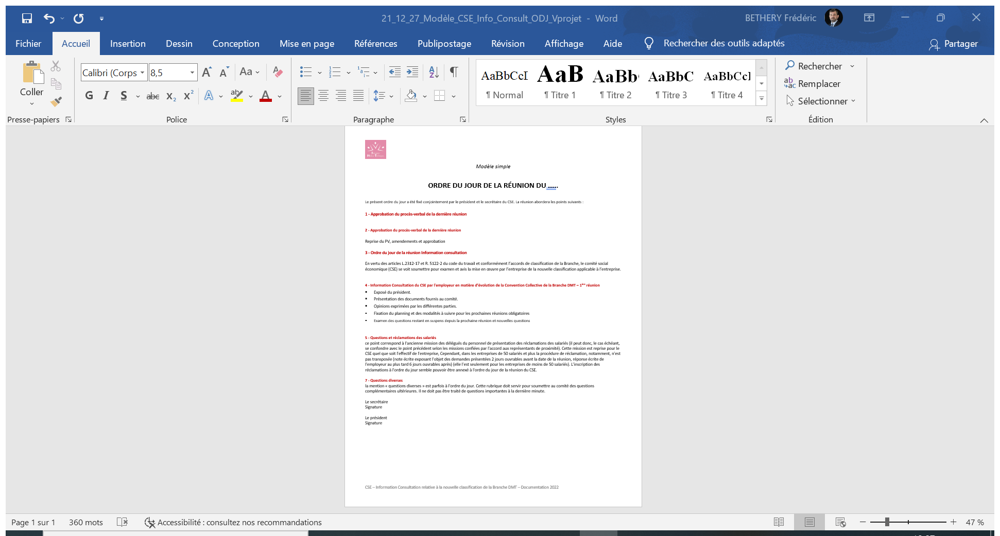 21_12_27_Modèle_CSE_Info_Consult_ODJ_Vprojet - Word
BETHERY Frédéric
Fichier Accueil Insertion Dessin Conception Mise en page Références Publipostage Révision Affichage Aide Rechercher des outils adaptés Partager
Coller
Presse-papiers
Calibri (Corps 8,5
Aa
G I S abc X2 X2 A ab A
Police
Paragraphe
AaBbCcI AaB AaBb AaBbC AaBbCcI
¶ Normal ¶ Titre 1 ¶ Titre 2 ¶ Titre 3 ¶ Titre 4
Styles
Rechercher
Remplacer
Sélectionner
Édition
Modèle simple
ORDRE DU JOUR DE LA RÉUNION DU .....
Le présent ordre du jour a été fixé conjointement par le président et le secrétaire du CSE. La réunion abordera les points suivants :
1 - Approbation du procès-verbal de la dernière réunion
2 - Approbation du procès-verbal de la dernière réunion
Reprise du PV, amendements et approbation
3 - Ordre du jour de la réunion Information consultation
En vertu des articles L.2312-17 et R. 5122-2 du code du travail et conformément l'accords de classification de la Branche, le comité social
économique (CSE) se voit soumettre pour examen et avis la mise en œuvre par l'entreprise de la nouvelle classification applicable à l'entreprise.
4 - Information Consultation du CSE par l'employeur en matière d'évolution de la Convention Collective de la Branche DMT – 1ère réunion
▪ Exposé du président.
▪ Présentation des documents fournis au comité.
▪ Opinions exprimées par les différentes parties.
▪ Fixation du planning et des modalités à suivre pour les prochaines réunions obligatoires
▪ Examen des questions restant en suspens depuis la prochaine réunion et nouvelles questions
5 - Questions et réclamations des salariés
ce point correspond à l'ancienne mission des délégués du personnel de présentation des réclamations des salariés (il peut donc, le cas échéant,
se confondre avec le point précédent selon les missions confiées par l'accord aux représentants de proximité). Cette mission est reprise pour le
CSE quel que soit l'effectif de l'entreprise, Cependant, dans les entreprises de 50 salariés et plus la procédure de réclamation, notamment, n'est
pas transposée (note écrite exposant l'objet des demandes présentées 2 jours ouvrables avant la date de la réunion, réponse écrite de
l'employeur au plus tard 6 jours ouvrables après) (elle l'est seulement pour les entreprises de moins de 50 salariés). L'inscription des
réclamations à l'ordre du jour semble pouvoir être annexé à l'ordre du jour de la réunion du CSE.
7 - Questions diverses
la mention « questions diverses » est parfois à l'ordre du jour. Cette rubrique doit servir pour soumettre au comité des questions
complémentaires ultérieures. Il ne doit pas être traité de questions importantes à la dernière minute.
Le secrétaire
Signature
Le président
Signature
CSE – Information Consultation relative à la nouvelle classification de la Branche DMT – Documentation 2022
Page 1 sur 1 360 mots Accessibilité : consultez nos recommandations 47 %